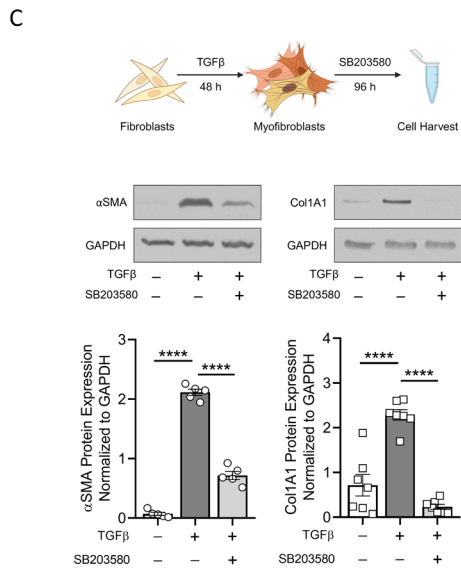 C
TGFβ SB203580
48 h 96 h
Fibroblasts Myofibroblasts Cell Harvest
αSMA Col1A1
GAPDH GAPDH
TGFβ – + + TGFβ – + +
SB203580 – – + SB203580 – – +
αSMA Protein Expression
Normalized to GAPDH
3
2
1
0
**** ****
TGFβ – + +
SB203580 – – +
Col1A1 Protein Expression
Normalized to GAPDH
4
3
2
1
0
**** ****
TGFβ – + +
SB203580 – – +